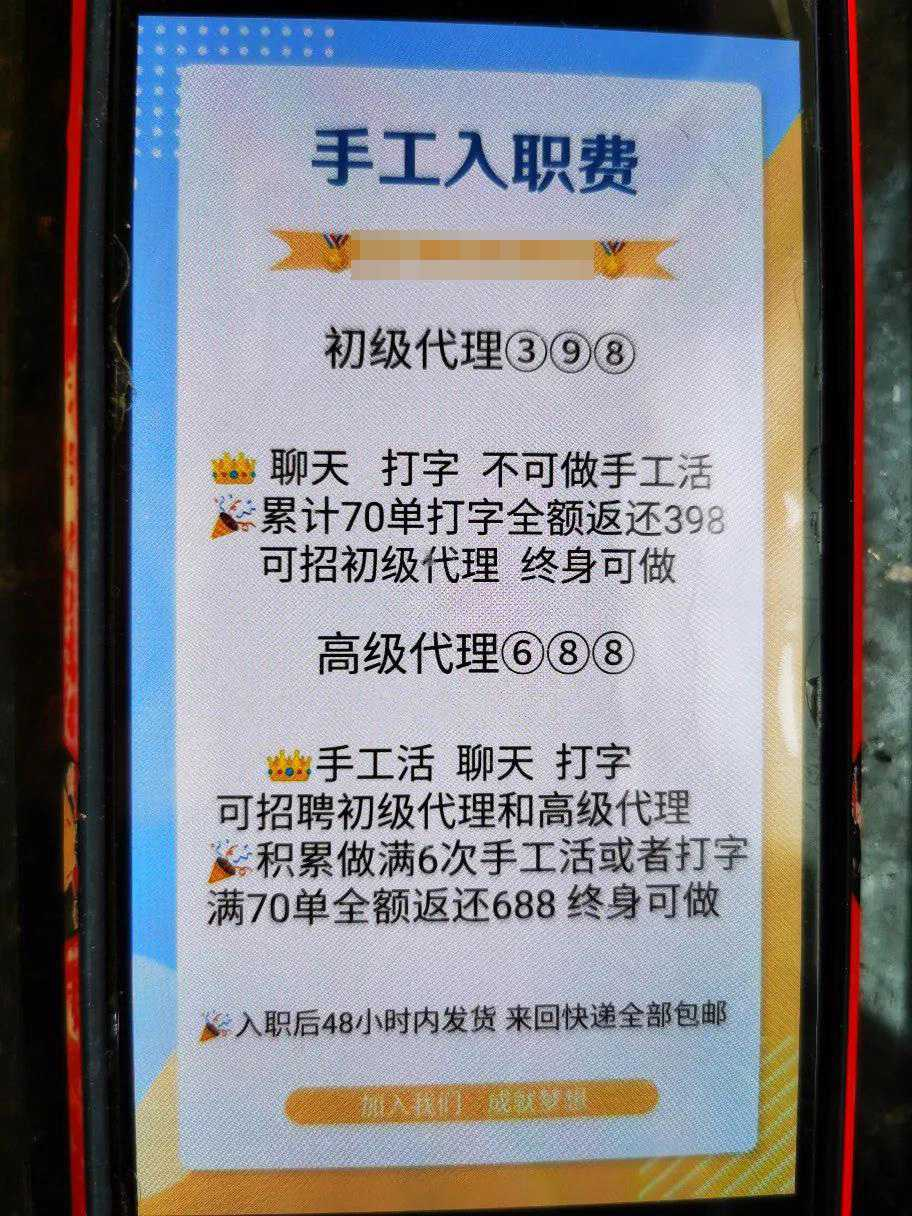 手工入职费
初级代理③⑨⑧
聊天 打字 不可做手工活
累计70单打字全额返还398
可招初级代理 终身可做
高级代理⑥⑧⑧
手工活 聊天 打字
可招聘初级代理和高级代理
积累做满6次手工活或者打字
满70单全额返还688 终身可做
入职后48小时内发货 来回快递全部包邮
加入我们 成就梦想